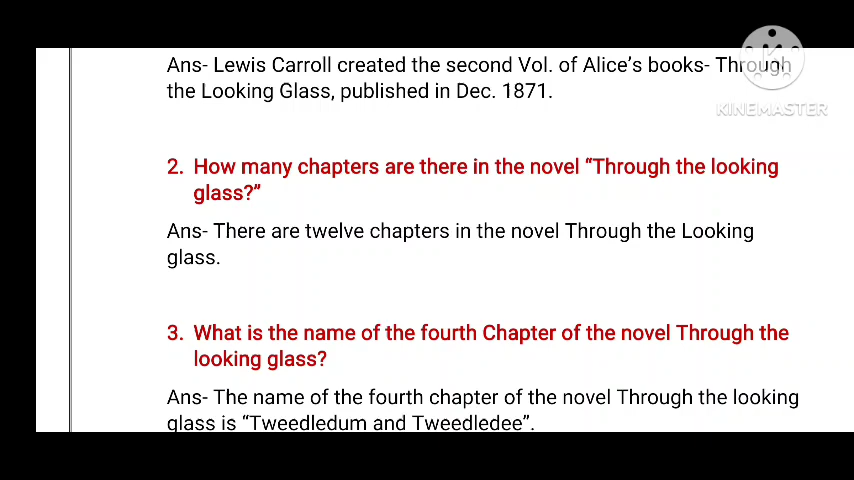 Ans- Lewis Carroll created the second Vol. of Alice's books- Through
the Looking Glass, published in Dec. 1871.
KINEMASTER
2. How many chapters are there in the novel “Through the looking
glass?”
Ans- There are twelve chapters in the novel Through the Looking
glass.
3. What is the name of the fourth Chapter of the novel Through the
looking glass?
Ans- The name of the fourth chapter of the novel Through the looking
glass is “Tweedledum and Tweedledee”.